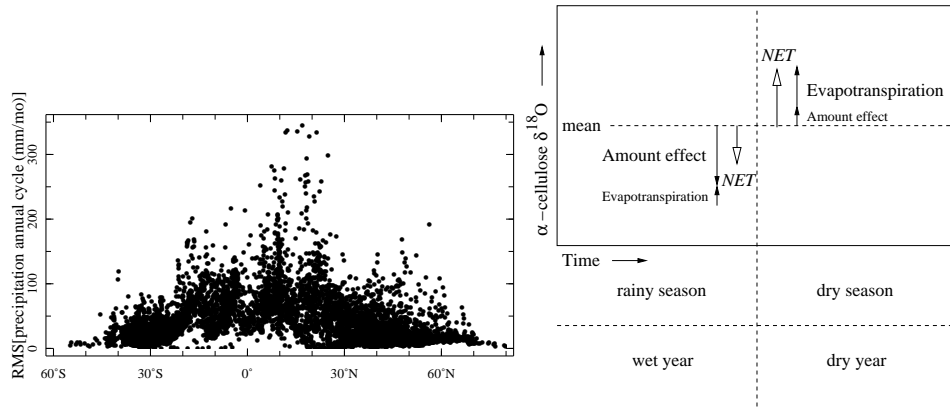 RMS[precipitation annual cycle (mm/mo)]
300
200
100
0
60°S
30°S
0°
30°N
60°N
α−cellulose δ¹⁸O
mean
NET
Evapotranspiration
Amount effect
Amount effect
NET
Evapotranspiration
Time
rainy season
dry season
wet year
dry year